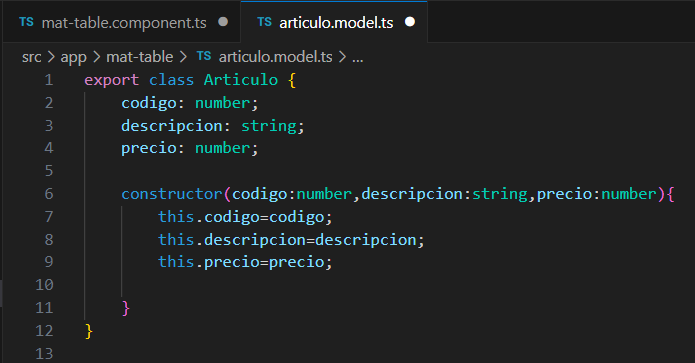 TS mat-table.component.ts
TS articulo.model.ts
src > app > mat-table > TS articulo.model.ts > ...
1 export class Articulo {
2 codigo: number;
3 descripcion: string;
4 precio: number;
5
6 constructor(codigo:number,descripcion:string,precio:number){
7 this.codigo=codigo;
8 this.descripcion=descripcion;
9 this.precio=precio;
10
11 }
12 }
13